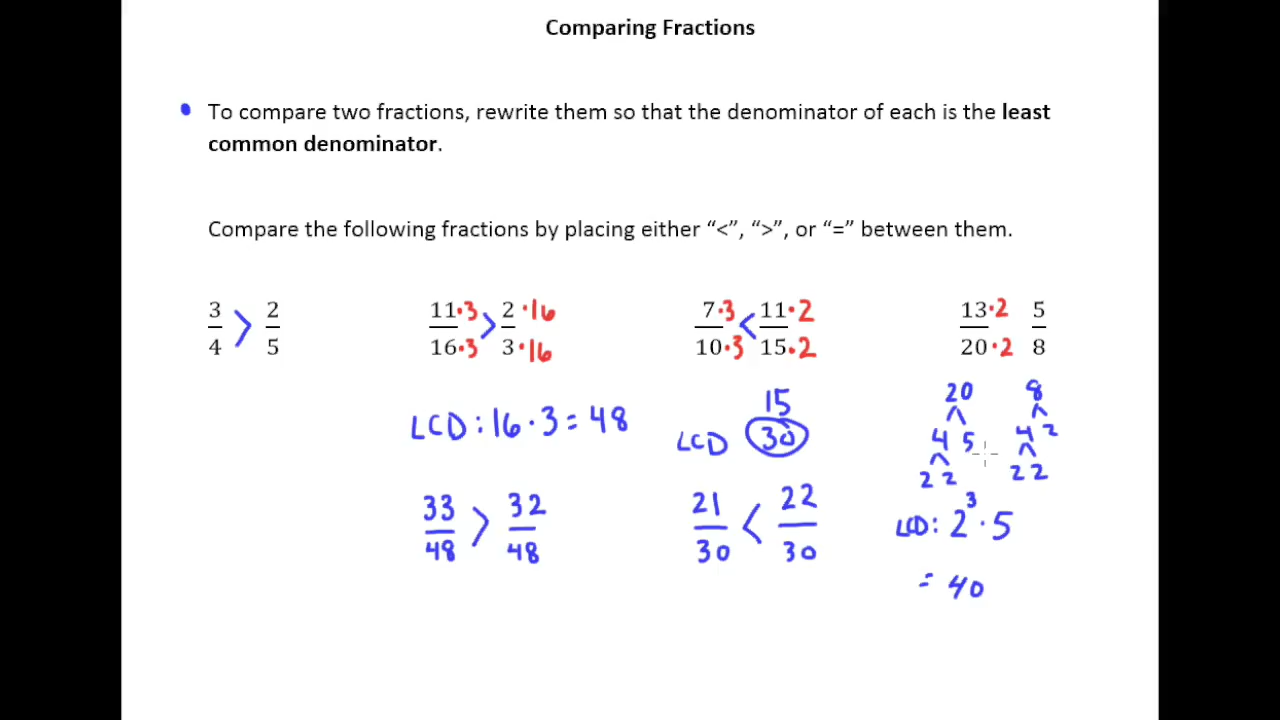 Comparing Fractions
• To compare two fractions, rewrite them so that the denominator of each is the least
common denominator.
Compare the following fractions by placing either “<”, “>”, or “=” between them.
3/4 > 2/5
11·3/16·3 > 2·16/3·16
LCD: 16·3 = 48
33/48 > 32/48
7·3/10·3 < 11·2/15·2
15
LCD 30
21/30 < 22/30
13·2/20·2 5/8
20 8
4 5 4 2
2 2 2 2
LCD: 2³·5
= 40